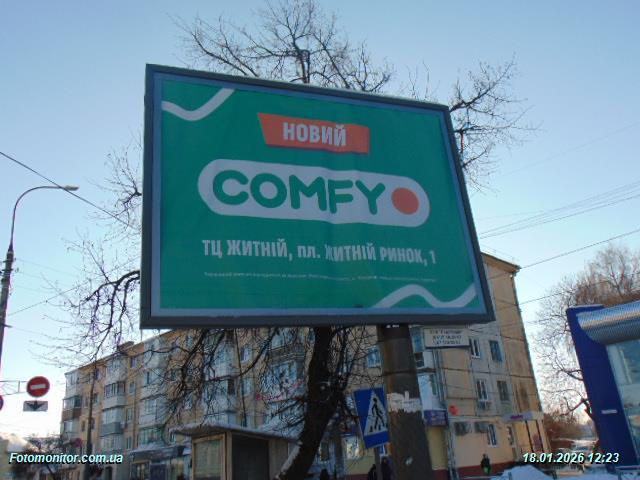 НОВИЙ
COMFY
ТЦ ЖИТНІЙ, пл. ЖИТНІЙ РИНОК, 1
Fotomonitor.com.ua
18.01.2026 12:23